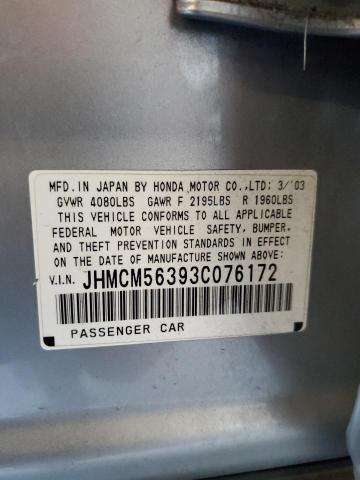 MFD. IN JAPAN BY HONDA MOTOR CO., LTD: 3/'03
GVWR 4080LBS GAWR F 2195LBS R 1960LBS
THIS VEHICLE CONFORMS TO ALL APPLICABLE
FEDERAL MOTOR VEHICLE SAFETY, BUMPER,
AND THEFT PREVENTION STANDARDS IN EFFECT
ON THE DATE OF MANUFACTURE SHOWN ABOVE:
V.I.N. JHMCM56393C076172
PASSENGER CAR